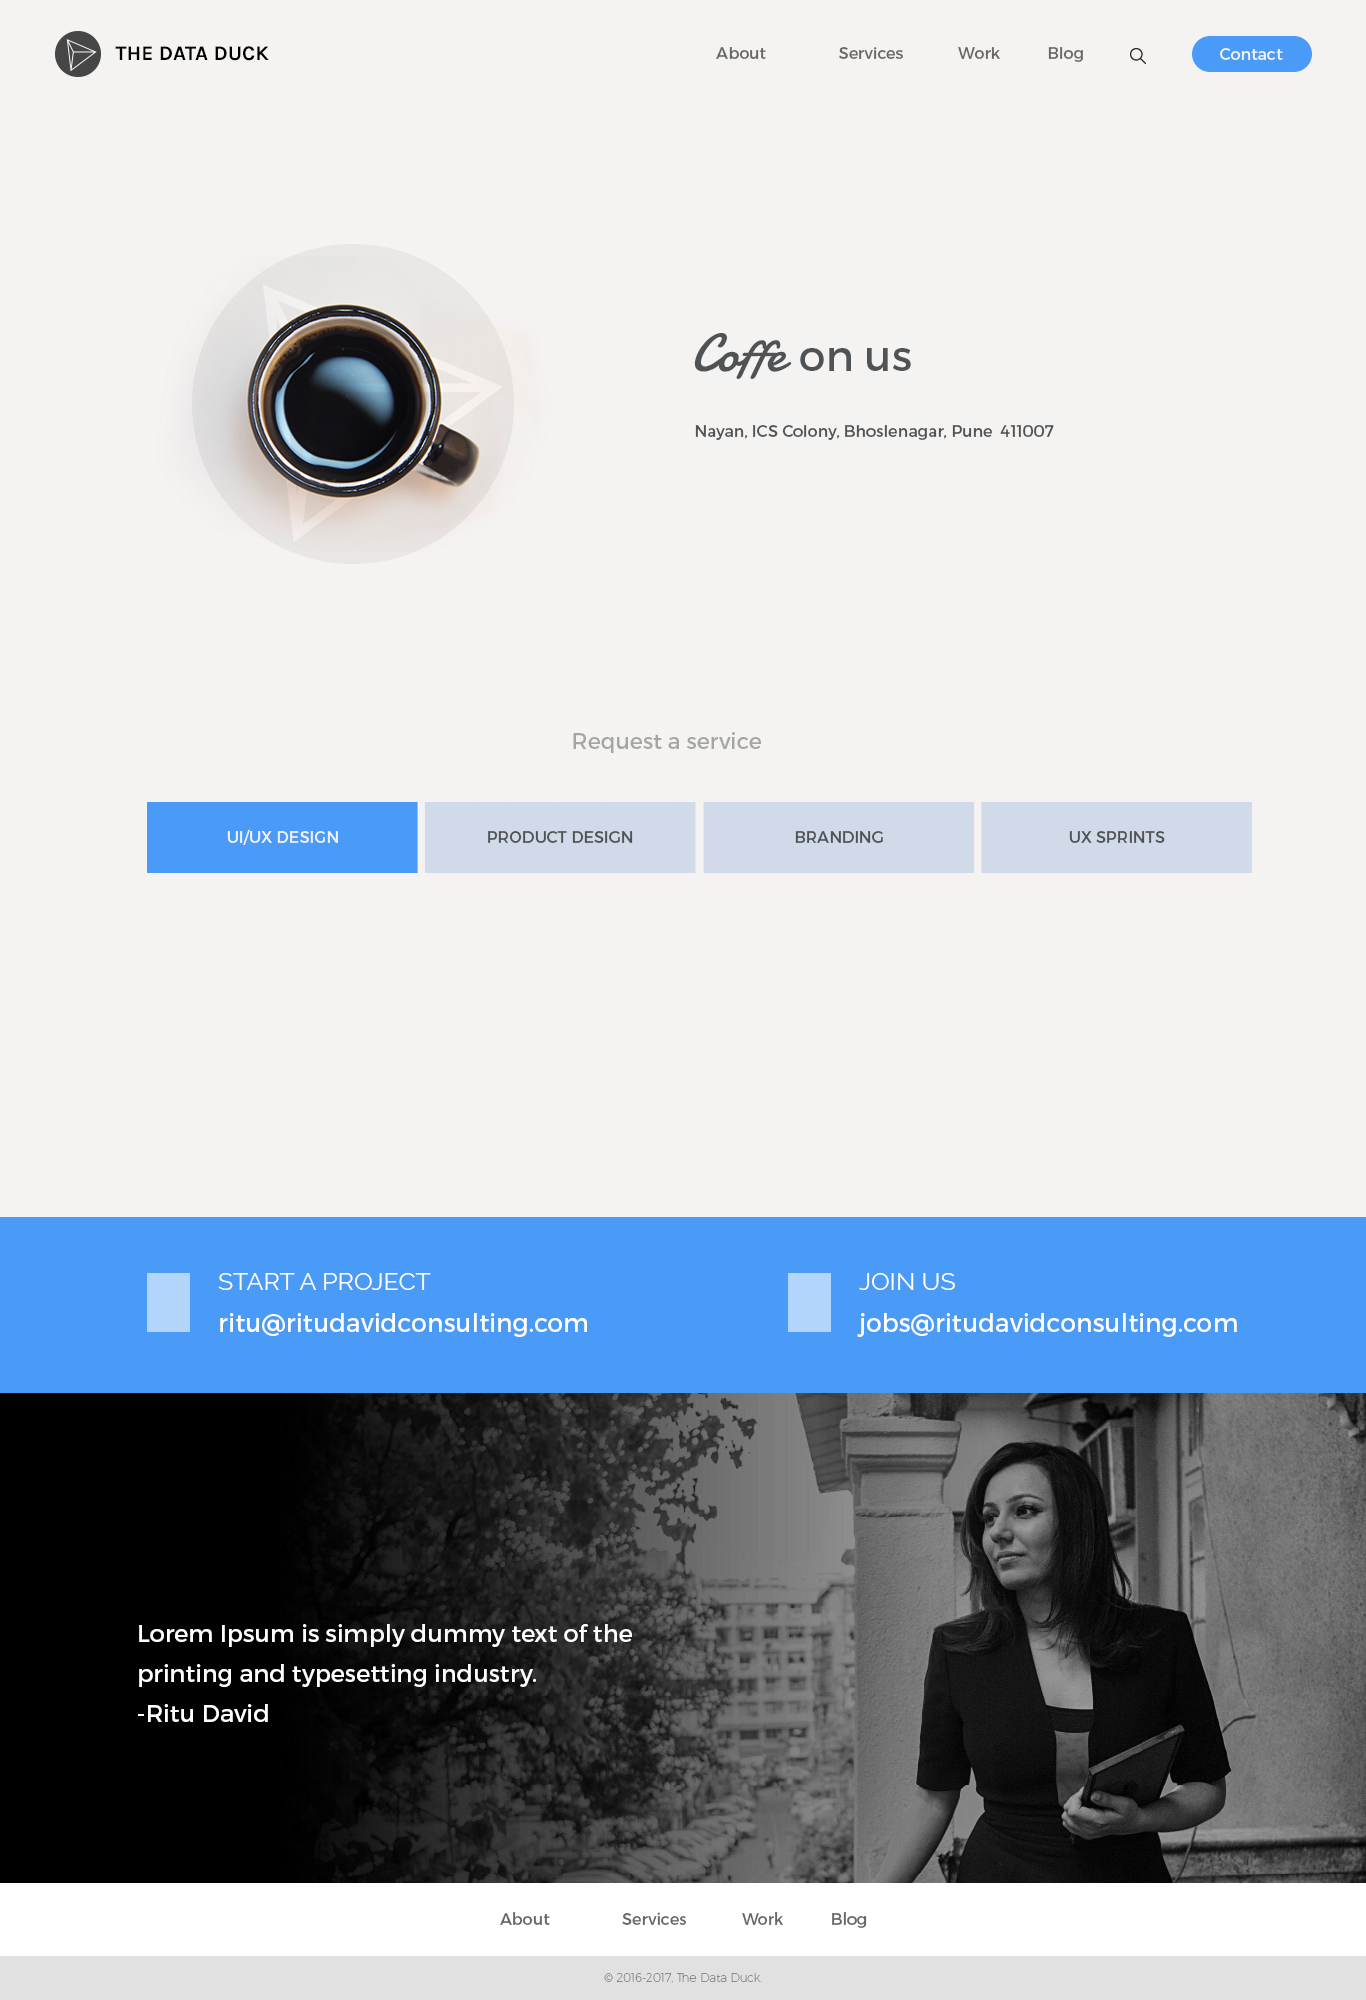 THE DATA DUCK
About Services Work Blog Contact
Coffe on us
Nayan, ICS Colony, Bhoslenagar, Pune 411007
Request a service
UI/UX DESIGN PRODUCT DESIGN BRANDING UX SPRINTS
START A PROJECT
ritu@ritudavidconsulting.com
JOIN US
jobs@ritudavidconsulting.com
Lorem Ipsum is simply dummy text of the
printing and typesetting industry.
-Ritu David
About Services Work Blog
© 2016-2017, The Data Duck.